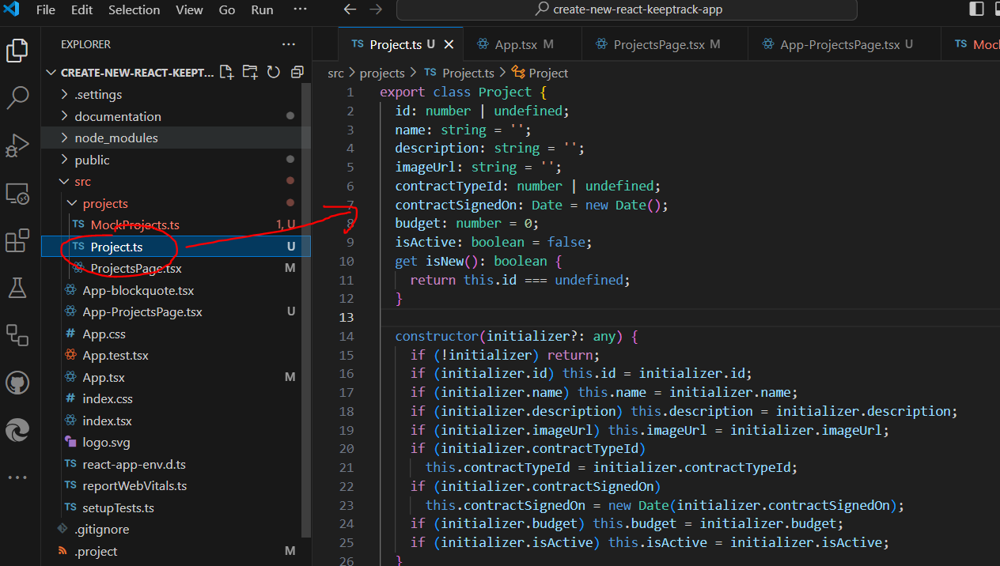 File Edit Selection View Go Run ··· create-new-react-keeptrack-app
EXPLORER ···
CREATE-NEW-REACT-KEEPT...
.settings
documentation
node_modules
public
src
projects
TS MockProjects.ts 1, U
TS Project.ts U
ProjectsPage.tsx M
App-blockquote.tsx
App-ProjectsPage.tsx U
# App.css
App.test.tsx
App.tsx M
# index.css
index.tsx
logo.svg
TS react-app-env.d.ts
TS reportWebVitals.ts
TS setupTests.ts
.gitignore
.project M
TS Project.ts U App.tsx M ProjectsPage.tsx M App-ProjectsPage.tsx U TS Moc
src > projects > TS Project.ts > Project
1 export class Project {
2 id: number | undefined;
3 name: string = '';
4 description: string = '';
5 imageUrl: string = '';
6 contractTypeId: number | undefined;
7 contractSignedOn: Date = new Date();
8 budget: number = 0;
9 isActive: boolean = false;
10 get isNew(): boolean {
11 return this.id === undefined;
12 }
13
14 constructor(initializer?: any) {
15 if (!initializer) return;
16 if (initializer.id) this.id = initializer.id;
17 if (initializer.name) this.name = initializer.name;
18 if (initializer.description) this.description = initializer.description;
19 if (initializer.imageUrl) this.imageUrl = initializer.imageUrl;
20 if (initializer.contractTypeId)
21 this.contractTypeId = initializer.contractTypeId;
22 if (initializer.contractSignedOn)
23 this.contractSignedOn = new Date(initializer.contractSignedOn);
24 if (initializer.budget) this.budget = initializer.budget;
25 if (initializer.isActive) this.isActive = initializer.isActive;
26 }